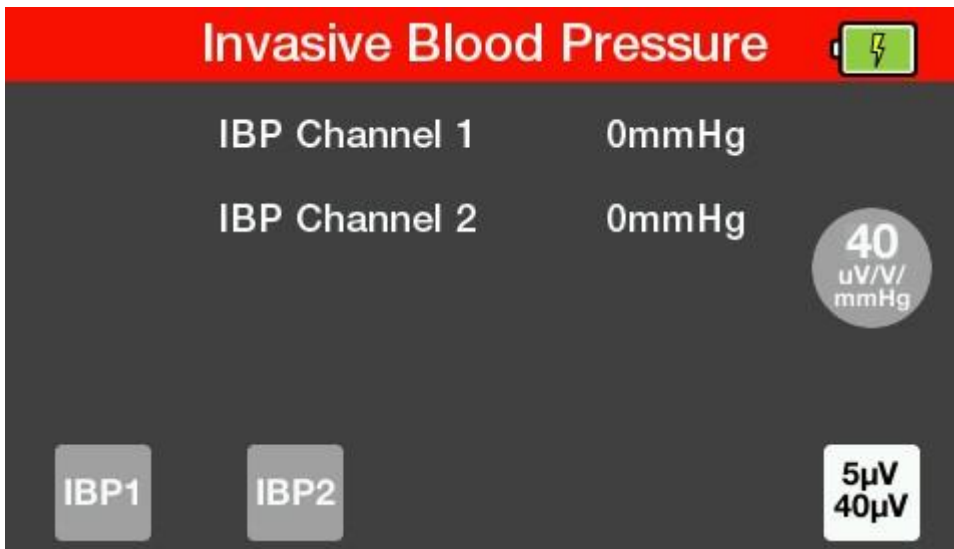 Invasive Blood Pressure
IBP Channel 1 0mmHg
IBP Channel 2 0mmHg
40
uV/V/
mmHg
IBP1
IBP2
5µV
40µV